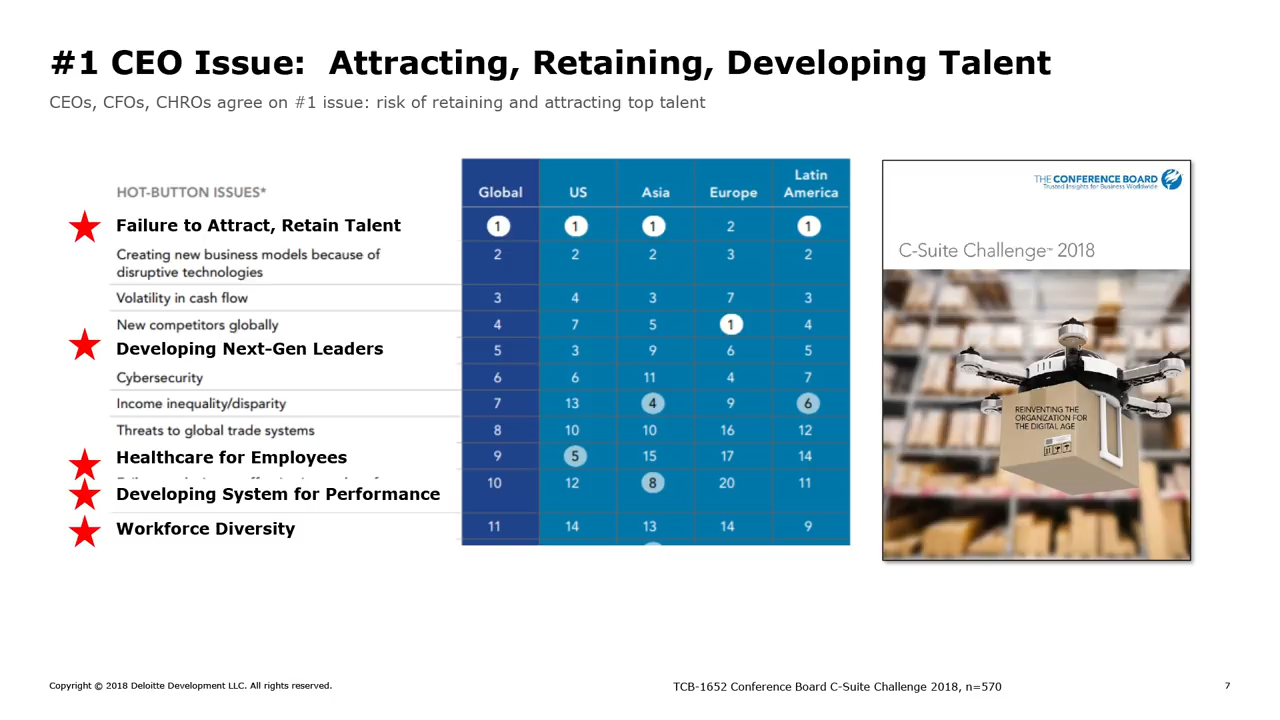 #1 CEO Issue:  Attracting, Retaining, Developing Talent
CEOs, CFOs, CHROs agree on #1 issue: risk of retaining and attracting top talent
HOT-BUTTON ISSUES* Global US Asia Europe Latin America
Failure to Attract, Retain Talent 1 1 1 2 1
Creating new business models because of 2 2 2 3 2
disruptive technologies
Volatility in cash flow 3 4 3 7 3
New competitors globally 4 7 5 1 4
Developing Next-Gen Leaders 5 3 9 6 5
Cybersecurity 6 6 11 4 7
Income inequality/disparity 7 13 4 9 6
Threats to global trade systems 8 10 10 16 12
Healthcare for Employees 9 5 15 17 14
Developing System for Performance 10 12 8 20 11
Workforce Diversity 11 14 13 14 9
THE CONFERENCE BOARD
Trusted Insights for Business Worldwide
C-Suite Challenge™ 2018
REINVENTING THE
ORGANIZATION FOR
THE DIGITAL AGE
Copyright © 2018 Deloitte Development LLC. All rights reserved.
TCB-1652 Conference Board C-Suite Challenge 2018, n=570
7